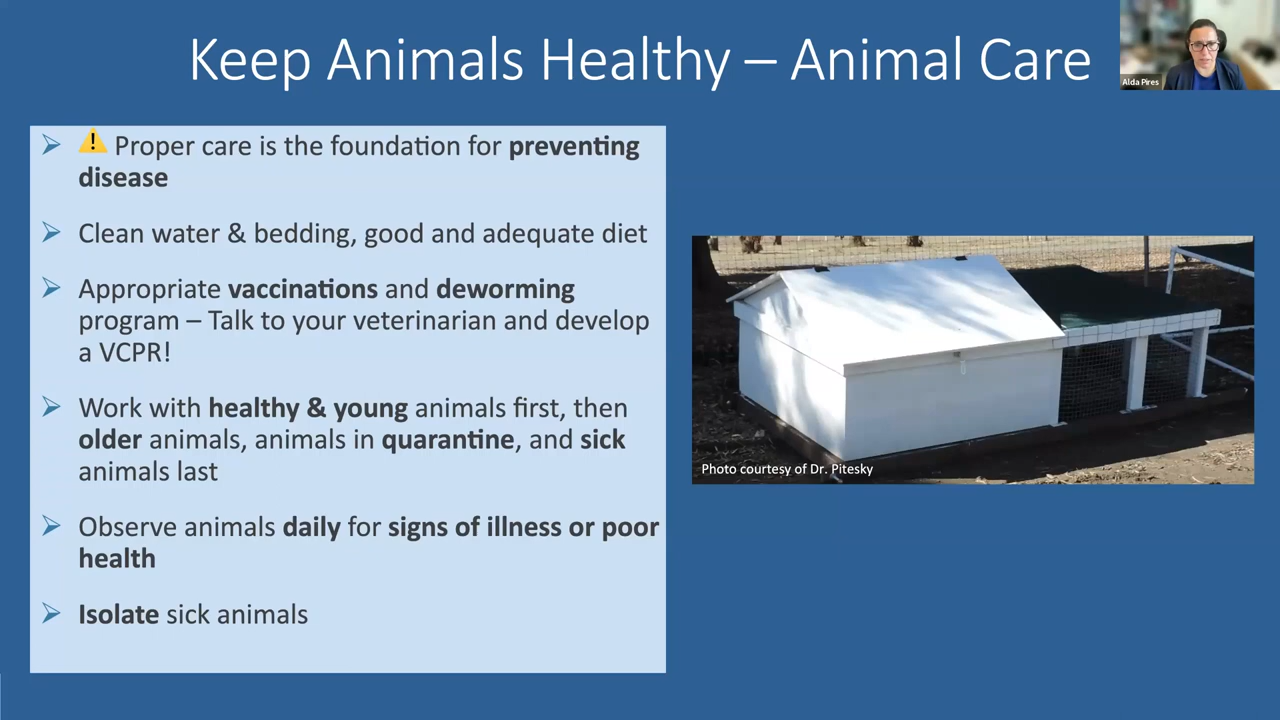 Keep Animals Healthy – Animal Care
Alda Pires
➢ ⚠ Proper care is the foundation for preventing
disease
➢ Clean water & bedding, good and adequate diet
➢ Appropriate vaccinations and deworming
program – Talk to your veterinarian and develop
a VCPR!
➢ Work with healthy & young animals first, then
older animals, animals in quarantine, and sick
animals last
➢ Observe animals daily for signs of illness or poor
health
➢ Isolate sick animals
Photo courtesy of Dr. Pitesky